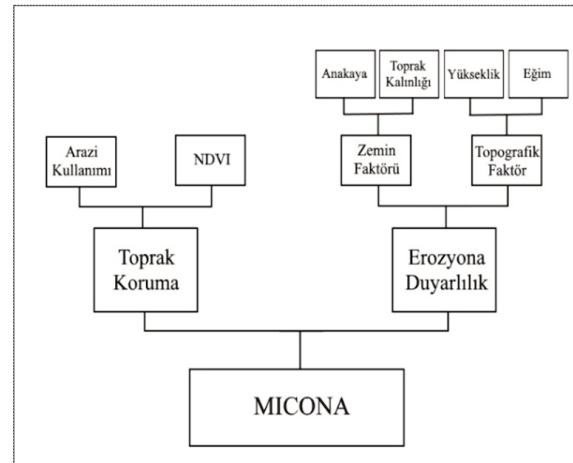 Anakaya
Toprak
Kalınlığı
Yükseklik
Eğim
Arazi
Kullanımı
NDVI
Zemin
Faktörü
Topografik
Faktör
Toprak
Koruma
Erozyona
Duyarlılık
MICONA